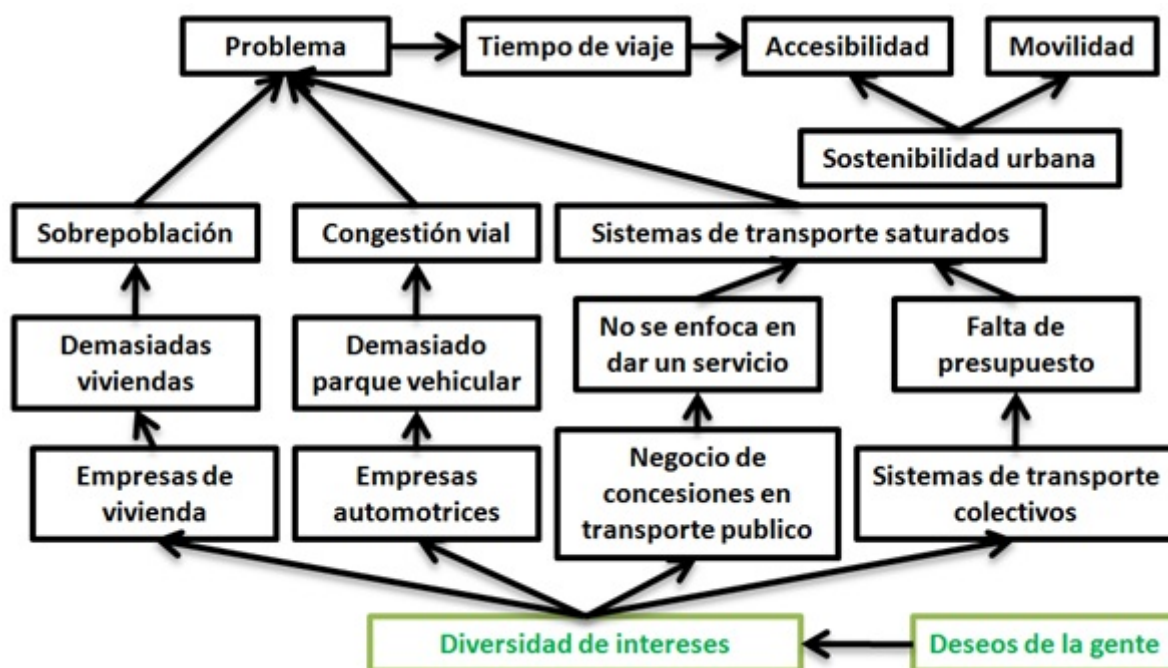 Problema
Tiempo de viaje
Accesibilidad
Movilidad
Sostenibilidad urbana
Sobrepoblación
Congestión vial
Sistemas de transporte saturados
Demasiadas
viviendas
Demasiado
parque vehicular
No se enfoca en
dar un servicio
Falta de
presupuesto
Empresas de
vivienda
Empresas
automotrices
Negocio de
concesiones en
transporte publico
Sistemas de transporte
colectivos
Diversidad de intereses
Deseos de la gente